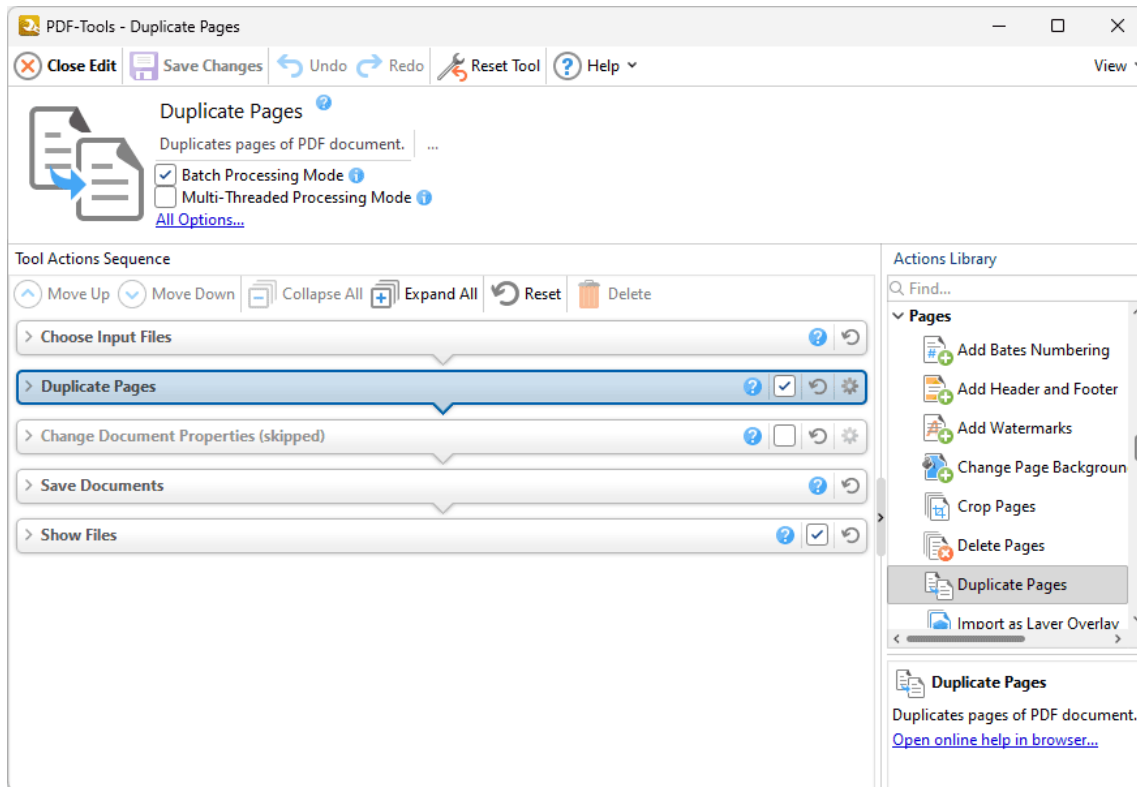 PDF-Tools - Duplicate Pages
Close Edit Save Changes Undo Redo Reset Tool Help View
Duplicate Pages
Duplicates pages of PDF document. ...
Batch Processing Mode
Multi-Threaded Processing Mode
All Options...
Tool Actions Sequence
Move Up Move Down Collapse All Expand All Reset Delete
Choose Input Files
Duplicate Pages
Change Document Properties (skipped)
Save Documents
Show Files
Actions Library
Find...
Pages
Add Bates Numbering
Add Header and Footer
Add Watermarks
Change Page Backgroun
Crop Pages
Delete Pages
Duplicate Pages
Import as Layer Overlay
Duplicate Pages
Duplicates pages of PDF document.
Open online help in browser...